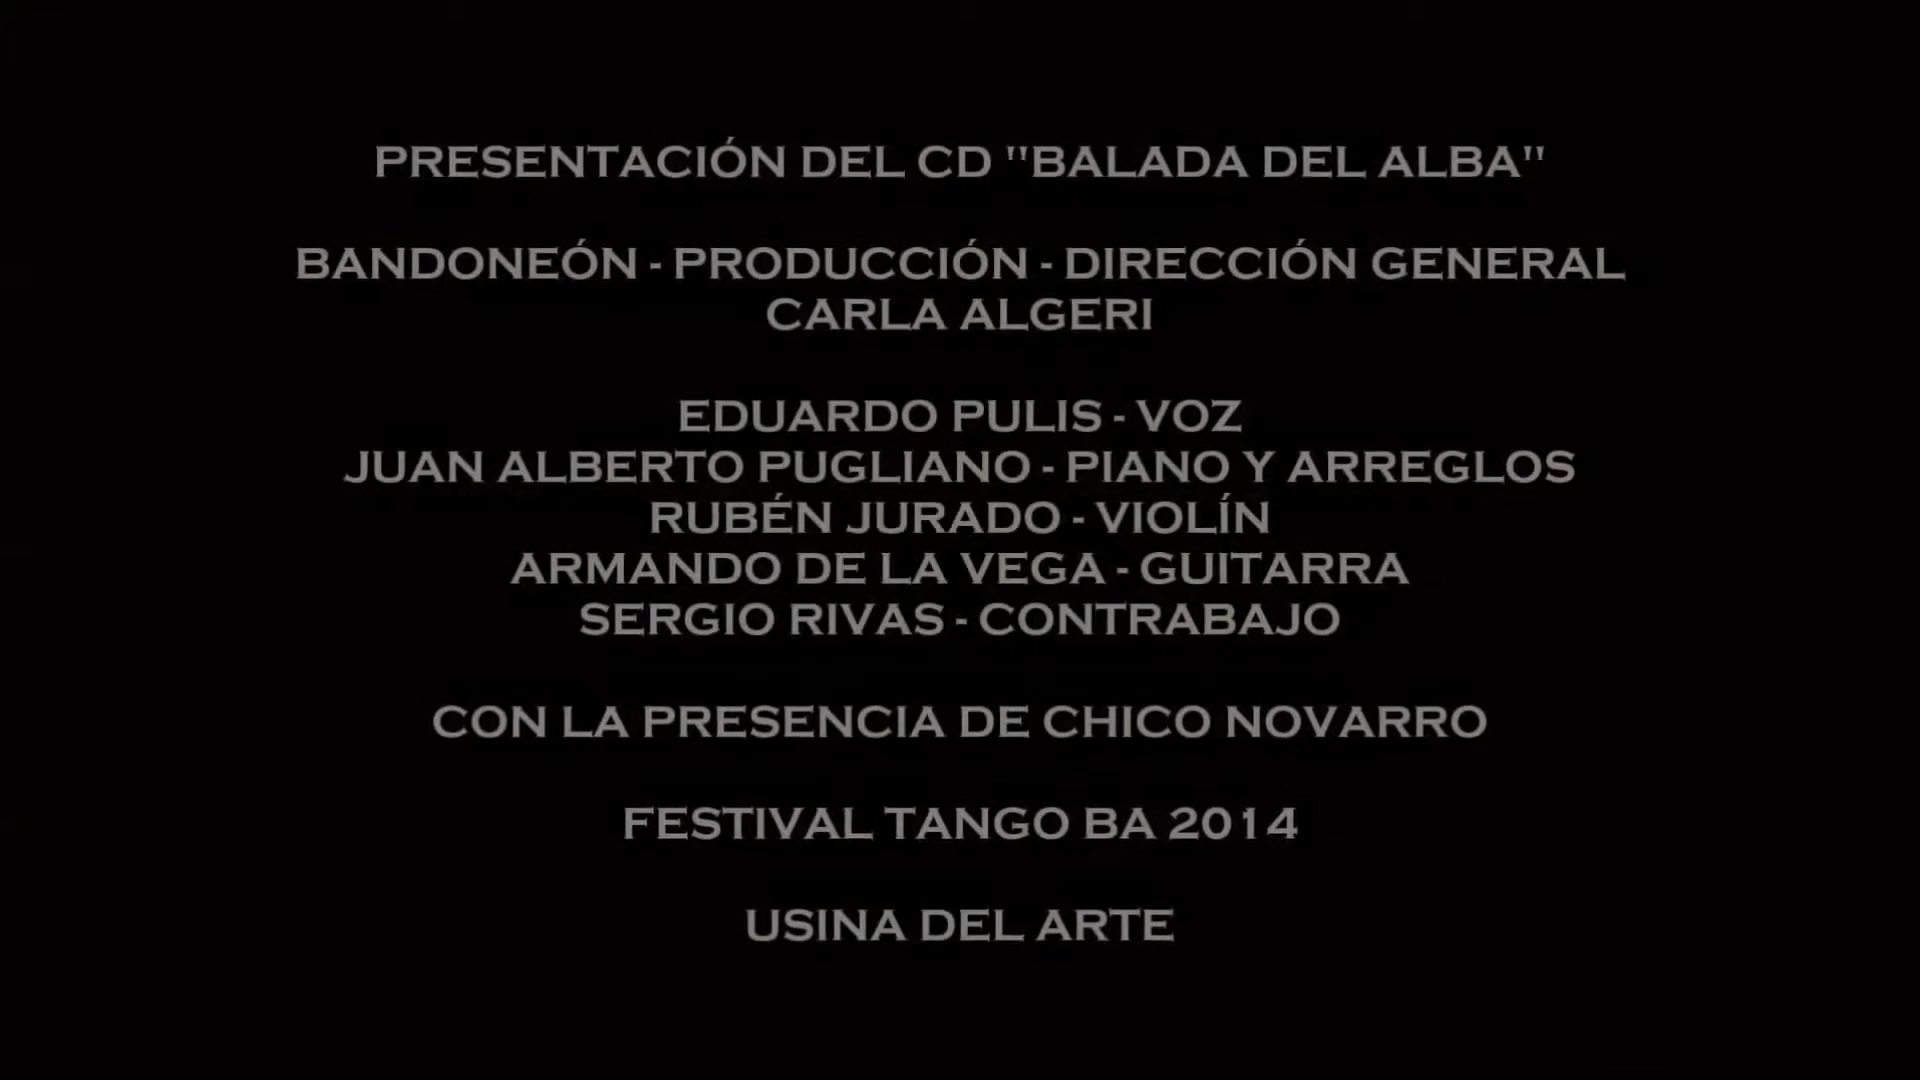 PRESENTACIÓN DEL CD "BALADA DEL ALBA"
BANDONEÓN - PRODUCCIÓN - DIRECCIÓN GENERAL
CARLA ALGERI
EDUARDO PULIS - VOZ
JUAN ALBERTO PUGLIANO - PIANO Y ARREGLOS
RUBÉN JURADO - VIOLÍN
ARMANDO DE LA VEGA - GUITARRA
SERGIO RIVAS - CONTRABAJO
CON LA PRESENCIA DE CHICO NOVARRO
FESTIVAL TANGO BA 2014
USINA DEL ARTE